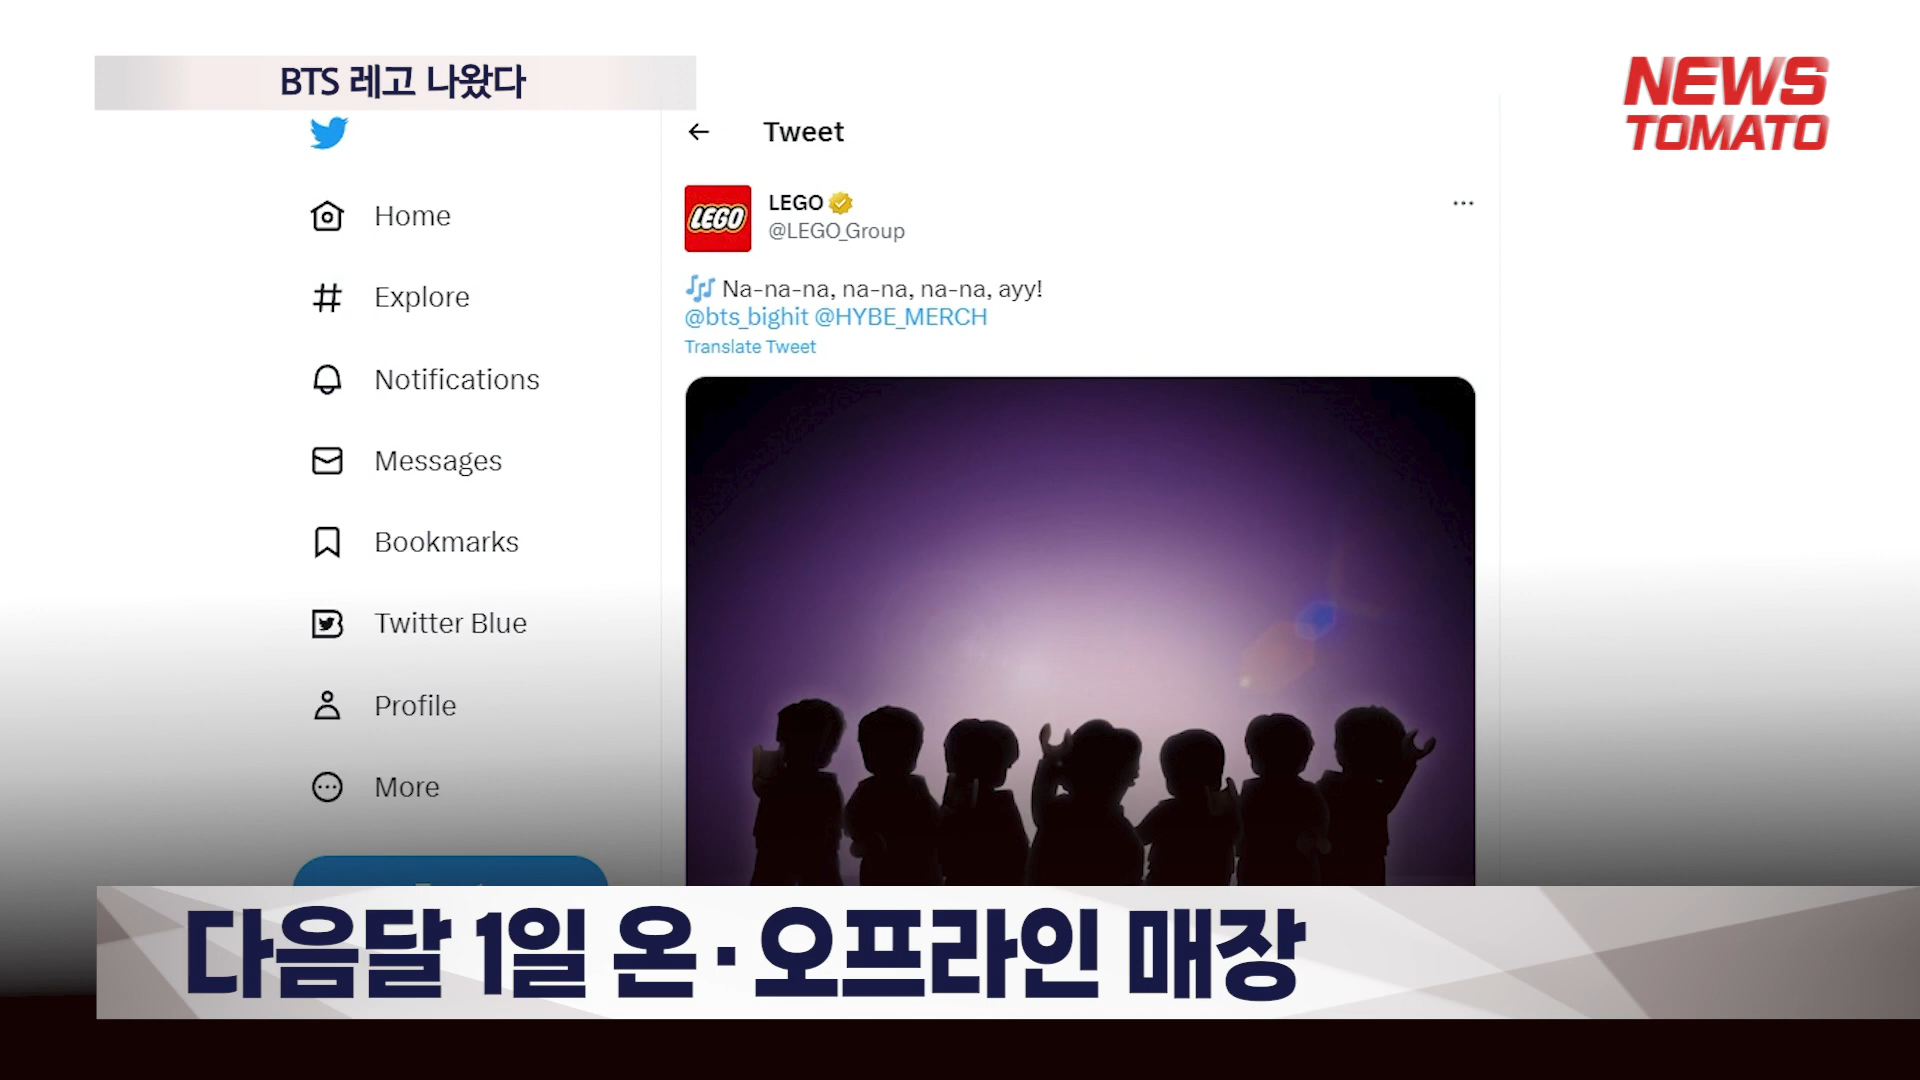 BTS 레고 나왔다
NEWS
TOMATO
Home
Explore
Notifications
Messages
Bookmarks
Twitter Blue
Profile
More
Tweet
LEGO
LEGO
@LEGO_Group
Na-na-na, na-na, na-na, ayy!
@bts_bighit @HYBE_MERCH
Translate Tweet
다음달 1일 온·오프라인 매장